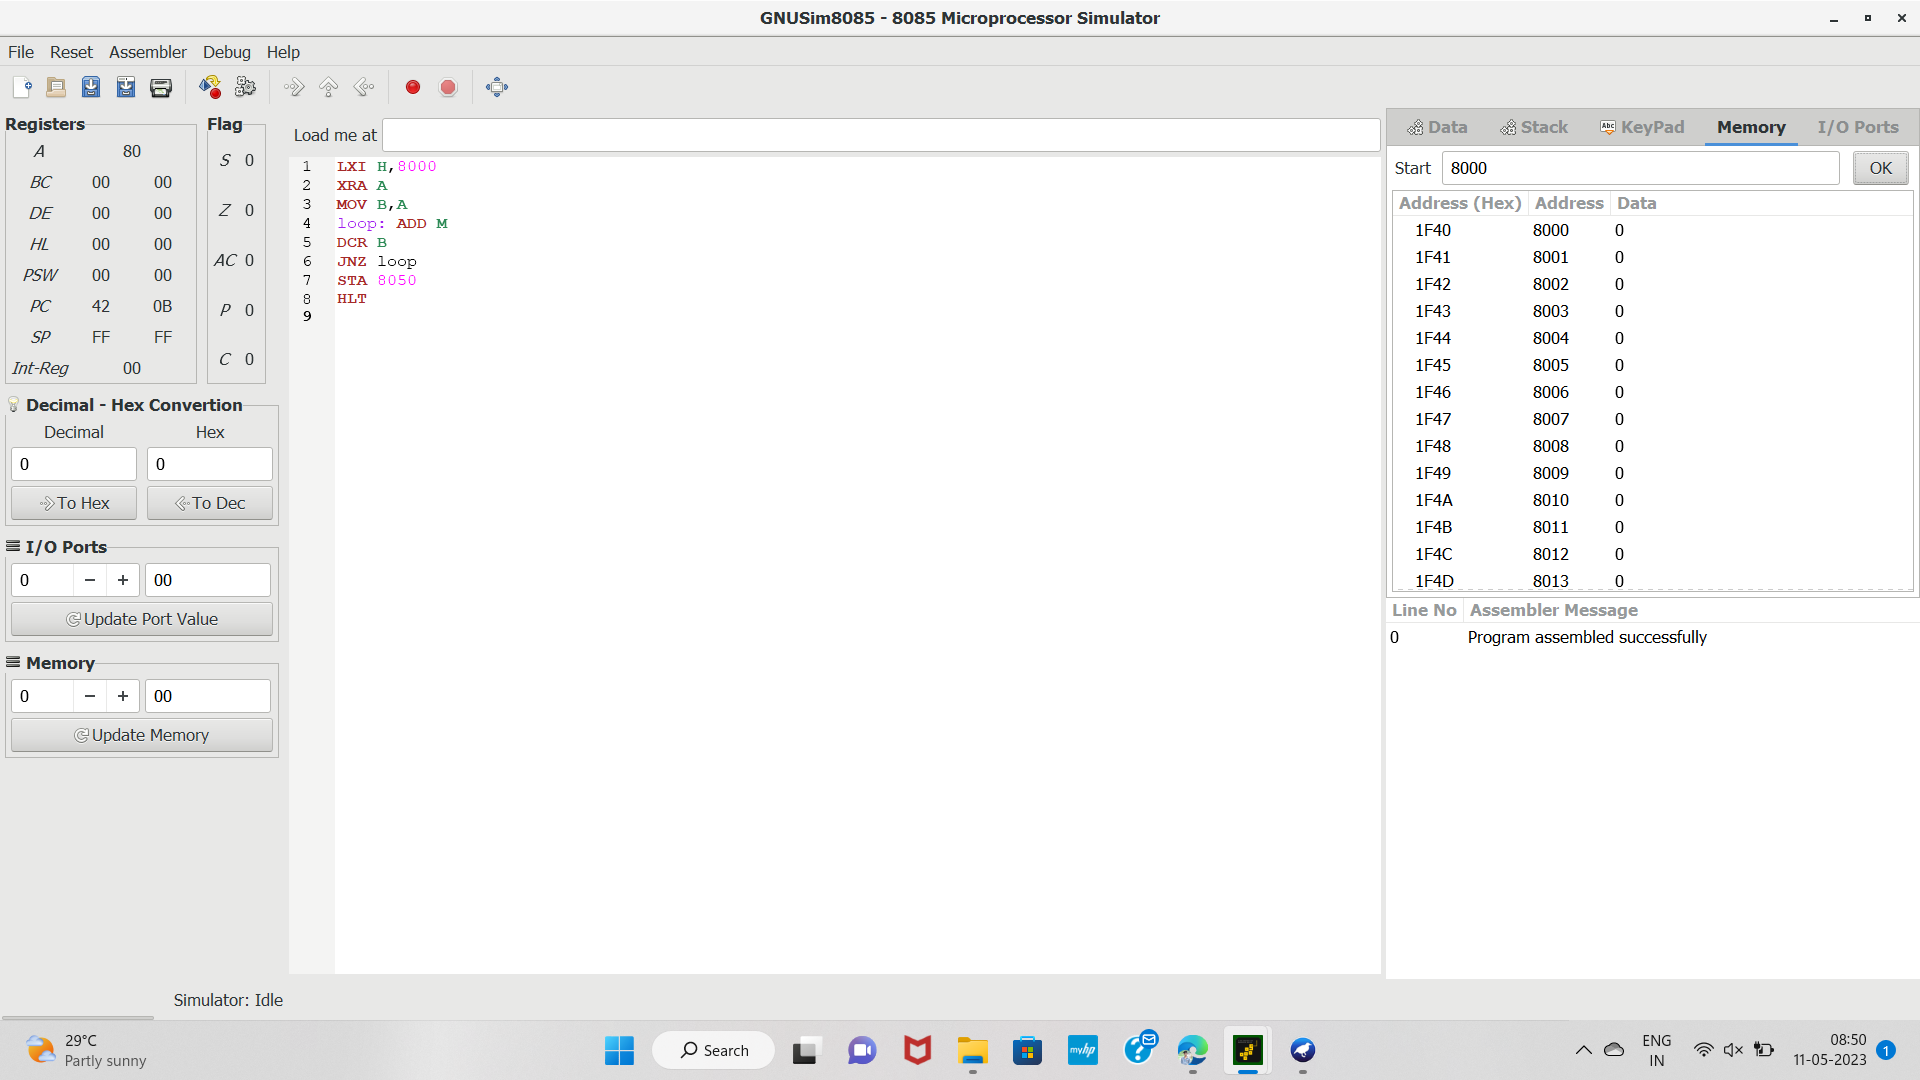 GNUSim8085 - 8085 Microprocessor Simulator
File Reset Assembler Debug Help
Registers
A 80
BC 00 00
DE 00 00
HL 00 00
PSW 00 00
PC 42 0B
SP FF FF
Int-Reg 00
Flag
S 0
Z 0
AC 0
P 0
C 0
Decimal - Hex Convertion
Decimal Hex
0 0
To Hex To Dec
I/O Ports
0 − + 00
Update Port Value
Memory
0 − + 00
Update Memory
Load me at
1 LXI H,8000
2 XRA A
3 MOV B,A
4 loop: ADD M
5 DCR B
6 JNZ loop
7 STA 8050
8 HLT
9
Data Stack Abc KeyPad Memory I/O Ports
Start 8000 OK
Address (Hex) Address Data
1F40 8000 0
1F41 8001 0
1F42 8002 0
1F43 8003 0
1F44 8004 0
1F45 8005 0
1F46 8006 0
1F47 8007 0
1F48 8008 0
1F49 8009 0
1F4A 8010 0
1F4B 8011 0
1F4C 8012 0
1F4D 8013 0
Line No Assembler Message
0 Program assembled successfully
Simulator: Idle
29°C
Partly sunny
Search
myhp
ENG
IN
08:50
11-05-2023
1